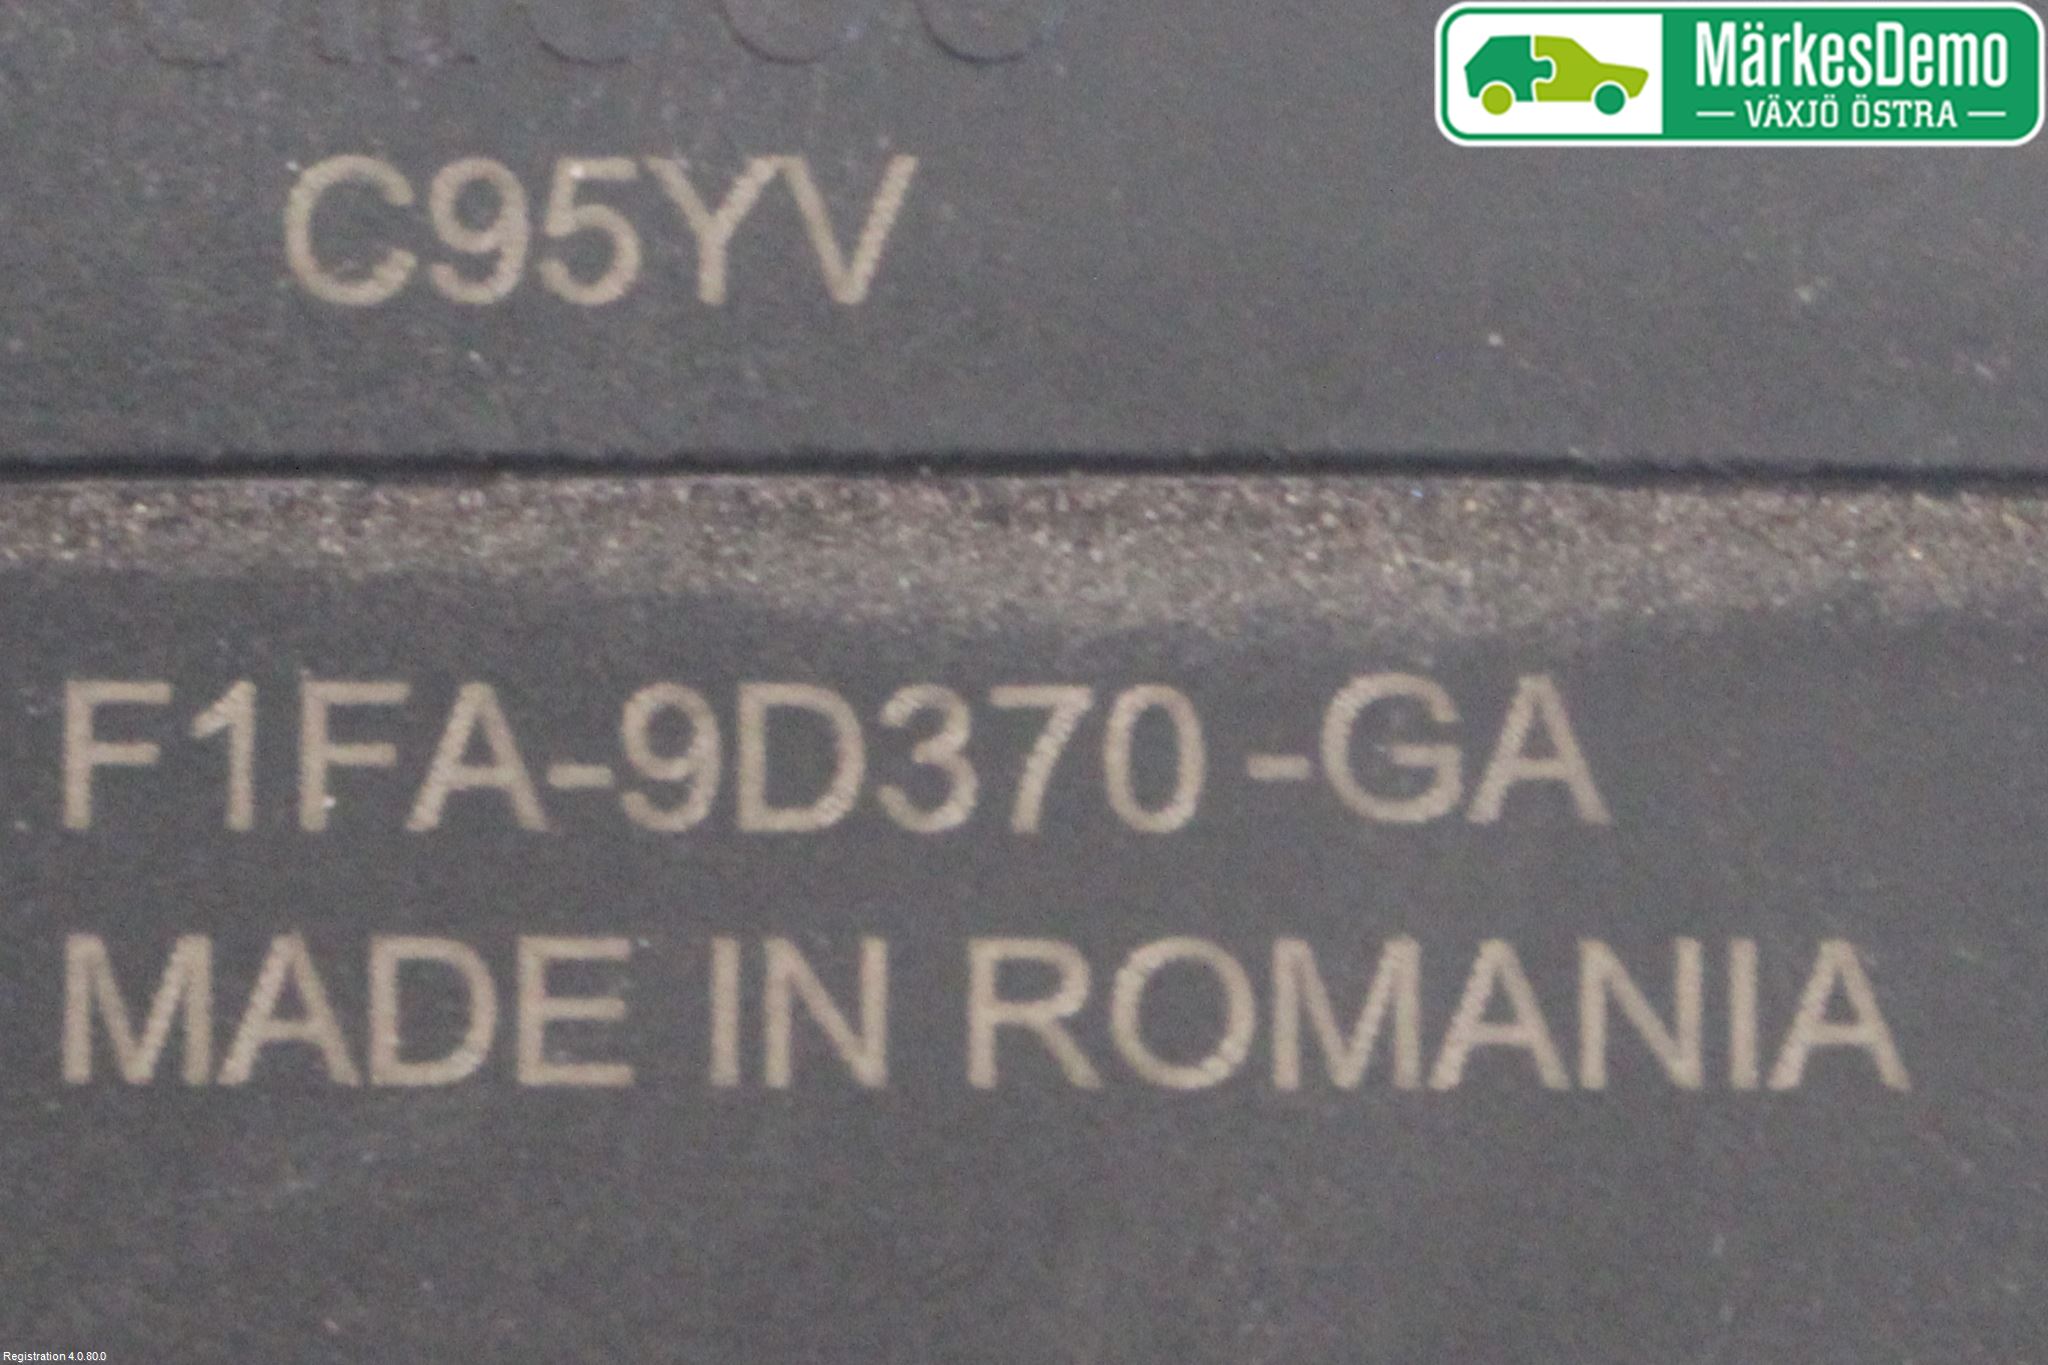 MärkesDemo
VÄXJÖ ÖSTRA
C95YV
F1FA-9D370-GA
MADE IN ROMANIA
Registration 4.0.80.0